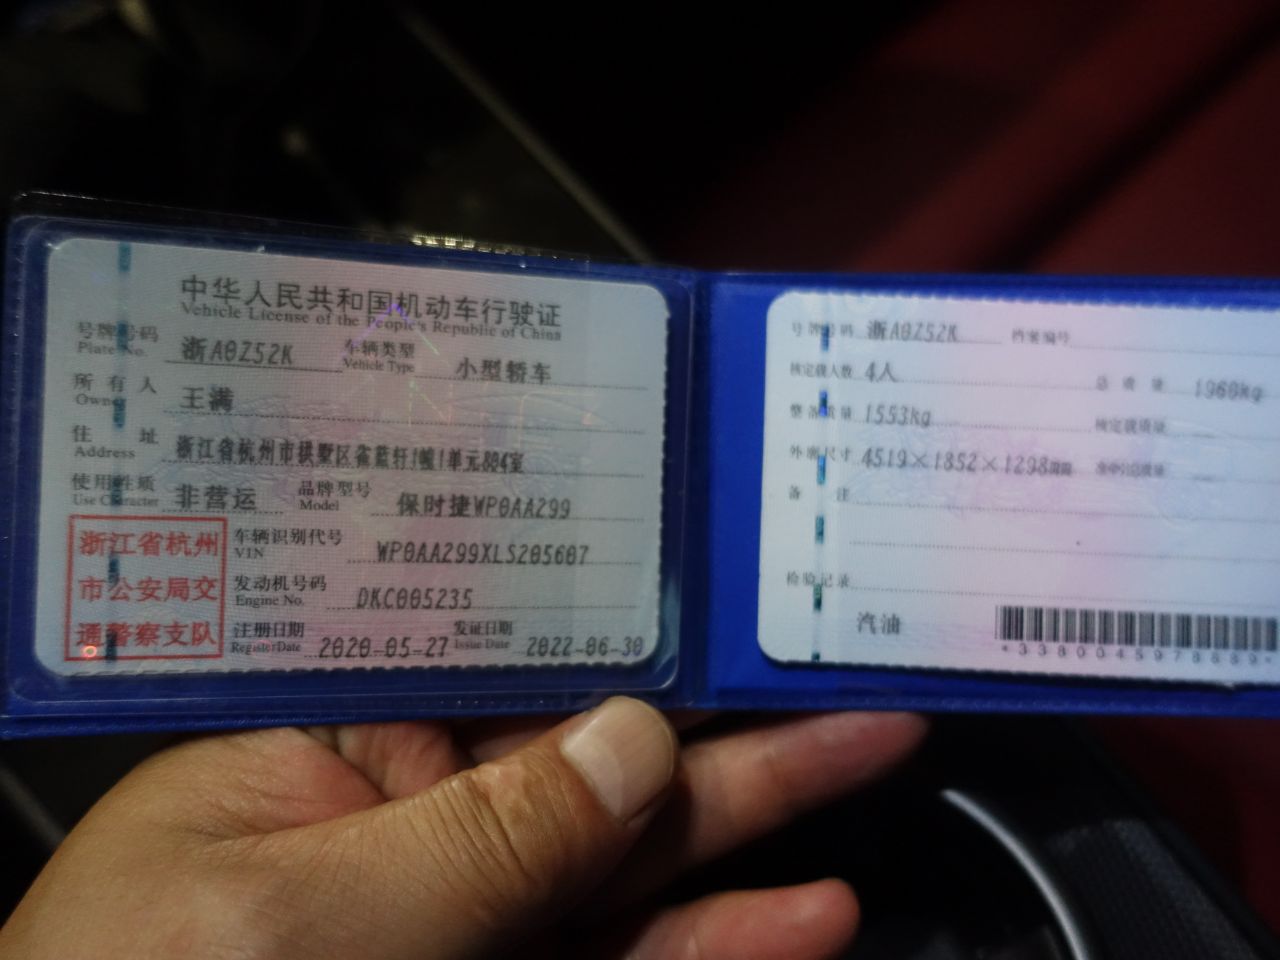 中华人民共和国机动车行驶证
Vehicle License of the People's Republic of China
号牌号码 浙A0Z52K 车辆类型 小型轿车
Plate No. Vehicle Type
所有人 王满
Owner
住址 浙江省杭州市拱墅区 1幢1单元804室
Address
使用性质 非营运 品牌型号 保时捷WP0AA299
Use Character Model
浙江省杭州
市公安局交
通警察支队
车辆识别代号 WP0AA299XLS205607
VIN
发动机号码 DKC005235
Engine No.
注册日期 2020-05-27 发证日期 2022-06-30
Register Date Issue Date
号牌号码 浙A0Z52K 档案编号
核定载人数 4人 总质量 1960kg
整备质量 1553kg 核定载质量
外廓尺寸 4519×1852×1298mm
备注
检验记录
汽油